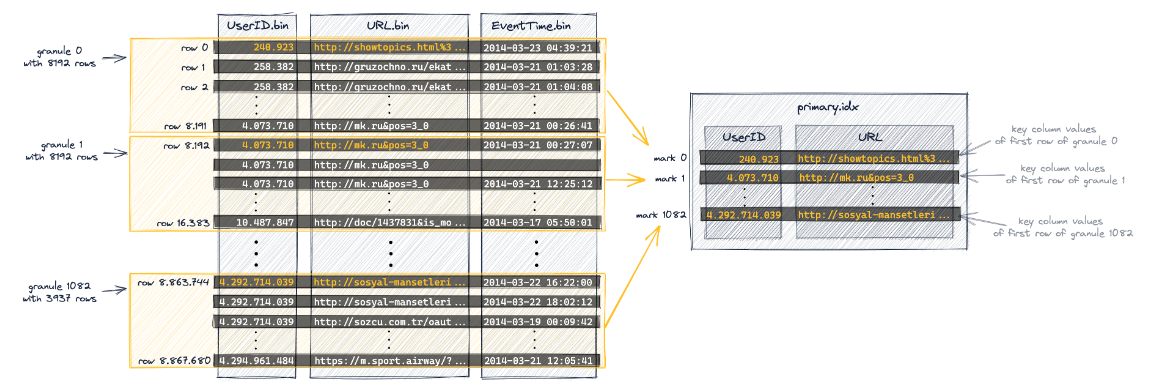 UserID.bin URL.bin EventTime.bin
granule 0
with 8192 rows
row 0 240.923 http://showtopics.html%3 ... 2014-03-23 04:39:21
row 1 258.382 http://gruzochno.ru/ekat ... 2014-03-21 01:03:28
row 2 258.382 http://gruzochno.ru/ekat ... 2014-03-21 01:04:08
row 8.191 4.073.710 http://mk.ru&pos=3_0 2014-03-21 00:26:41
granule 1
with 8192 rows
row 8.192 4.073.710 http://mk.ru&pos=3_0 2014-03-21 00:27:07
4.073.710 http://mk.ru&pos=3_0
4.073.710 http://mk.ru&pos=3_0 2014-03-21 12:25:12
row 16.383 10.487.847 http://doc/1437831&is_mo... 2014-03-17 05:50:01
granule 1082
with 3937 rows
row 8.863.744 4.292.714.039 http://sosyal-mansetleri ... 2014-03-22 16:22:00
4.292.714.039 http://sosyal-mansetleri ... 2014-03-22 18:02:12
4.292.714.039 http://sozcu.com.tr/oaut ... 2014-03-19 00:09:42
row 8.867.680 4.294.961.484 https://m.sport.airway/? ... 2014-03-21 12:05:41
primary.idx
UserID URL
mark 0 240.923 http://showtopics.html%3 ...
mark 1 4.073.710 http://mk.ru&pos=3_0
mark 1082 4.292.714.039 http://sosyal-mansetleri ...
key column values
of first row of granule 0
key column values
of first row of granule 1
key column values
of first row of granule 1082